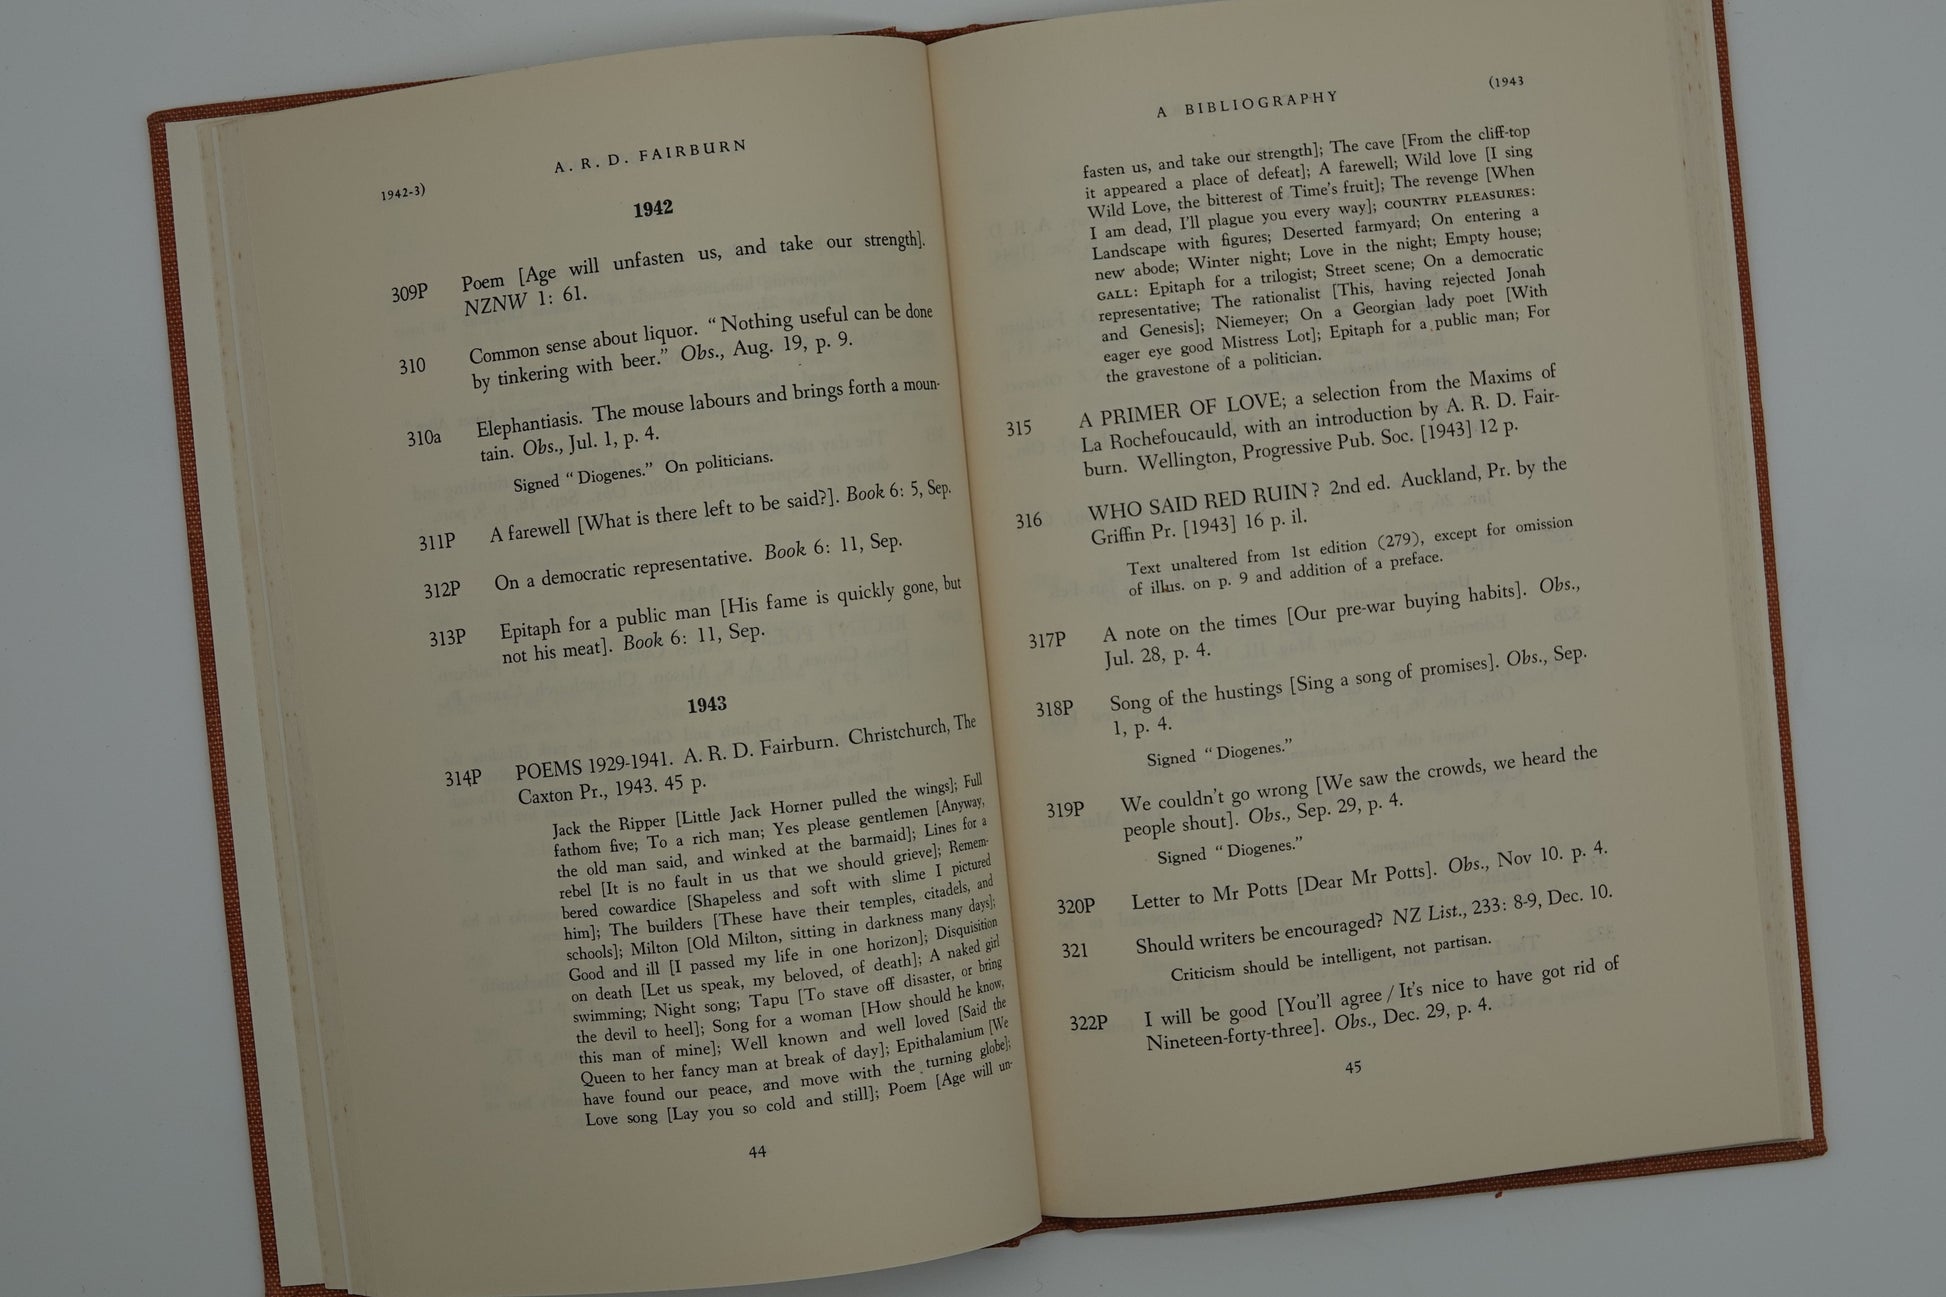 A. R. D. FAIRBURN
1942-3)
1942
309P Poem [Age will unfasten us, and take our strength].
NZNW 1: 61.
310 Common sense about liquor. "Nothing useful can be done
by tinkering with beer." Obs., Aug. 19, p. 9.
310a Elephantiasis. The mouse labours and brings forth a moun-
tain. Obs., Jul. 1, p. 4.
Signed "Diogenes." On politicians.
311P A farewell [What is there left to be said?]. Book 6: 5, Sep.
312P On a democratic representative. Book 6: 11, Sep.
313P Epitaph for a public man [His fame is quickly gone, but
not his meat]. Book 6: 11, Sep.
1943
314P POEMS 1929-1941. A. R. D. Fairburn. Christchurch, The
Caxton Pr., 1943. 45 p.
Jack the Ripper [Little Jack Horner pulled the wings]; Full
fathom five; To a rich man; Yes please gentlemen [Anyway,
the old man said, and winked at the barmaid]; Lines for a
rebel [It is no fault in us that we should grieve]; Remem-
bered cowardice [Shapeless and soft with slime I pictured
him]; The builders [These have their temples, citadels, and
schools]; Milton [Old Milton, sitting in darkness many days];
Good and ill [I passed my life in one horizon]; Disquisition
on death [Let us speak, my beloved, of death]; A naked girl
swimming; Night song; Tapu [To stave off disaster, or bring
the devil to heel]; Song for a woman [How should he know,
this man of mine]; Well known and well loved [Said the
Queen to her fancy man at break of day]; Epithalamium [We
have found our peace, and move with the turning globe];
Love song [Lay you so cold and still]; Poem [Age will un-
44
A BIBLIOGRAPHY
(1943
fasten us, and take our strength]; The cave [From the cliff-top
it appeared a place of defeat]; A farewell; Wild love [I sing
Wild Love, the bitterest of Time's fruit]; The revenge [When
I am dead, I'll plague you every way]; COUNTRY PLEASURES:
Landscape with figures; Deserted farmyard; On entering a
new abode; Winter night; Love in the night; Empty house;
GALL: Epitaph for a trilogist; Street scene; On a democratic
representative; The rationalist [This, having rejected Jonah
and Genesis]; Niemeyer; On a Georgian lady poet [With
eager eye good Mistress Lot]; Epitaph for a public man; For
the gravestone of a politician.
315 A PRIMER OF LOVE; a selection from the Maxims of
La Rochefoucauld, with an introduction by A. R. D. Fair-
burn. Wellington, Progressive Pub. Soc. [1943] 12 p.
316 WHO SAID RED RUIN? 2nd ed. Auckland, Pr. by the
Griffin Pr. [1943] 16 p. il.
Text unaltered from 1st edition (279), except for omission
of illus. on p. 9 and addition of a preface.
317P A note on the times [Our pre-war buying habits]. Obs.,
Jul. 28, p. 4.
318P Song of the hustings [Sing a song of promises]. Obs., Sep.
1, p. 4.
Signed "Diogenes."
319P We couldn't go wrong [We saw the crowds, we heard the
people shout]. Obs., Sep. 29, p. 4.
Signed "Diogenes."
320P Letter to Mr Potts [Dear Mr Potts]. Obs., Nov 10. p. 4.
321 Should writers be encouraged? NZ List., 233: 8-9, Dec. 10.
Criticism should be intelligent, not partisan.
322P I will be good [You'll agree / It's nice to have got rid of
Nineteen-forty-three]. Obs., Dec. 29, p. 4.
45